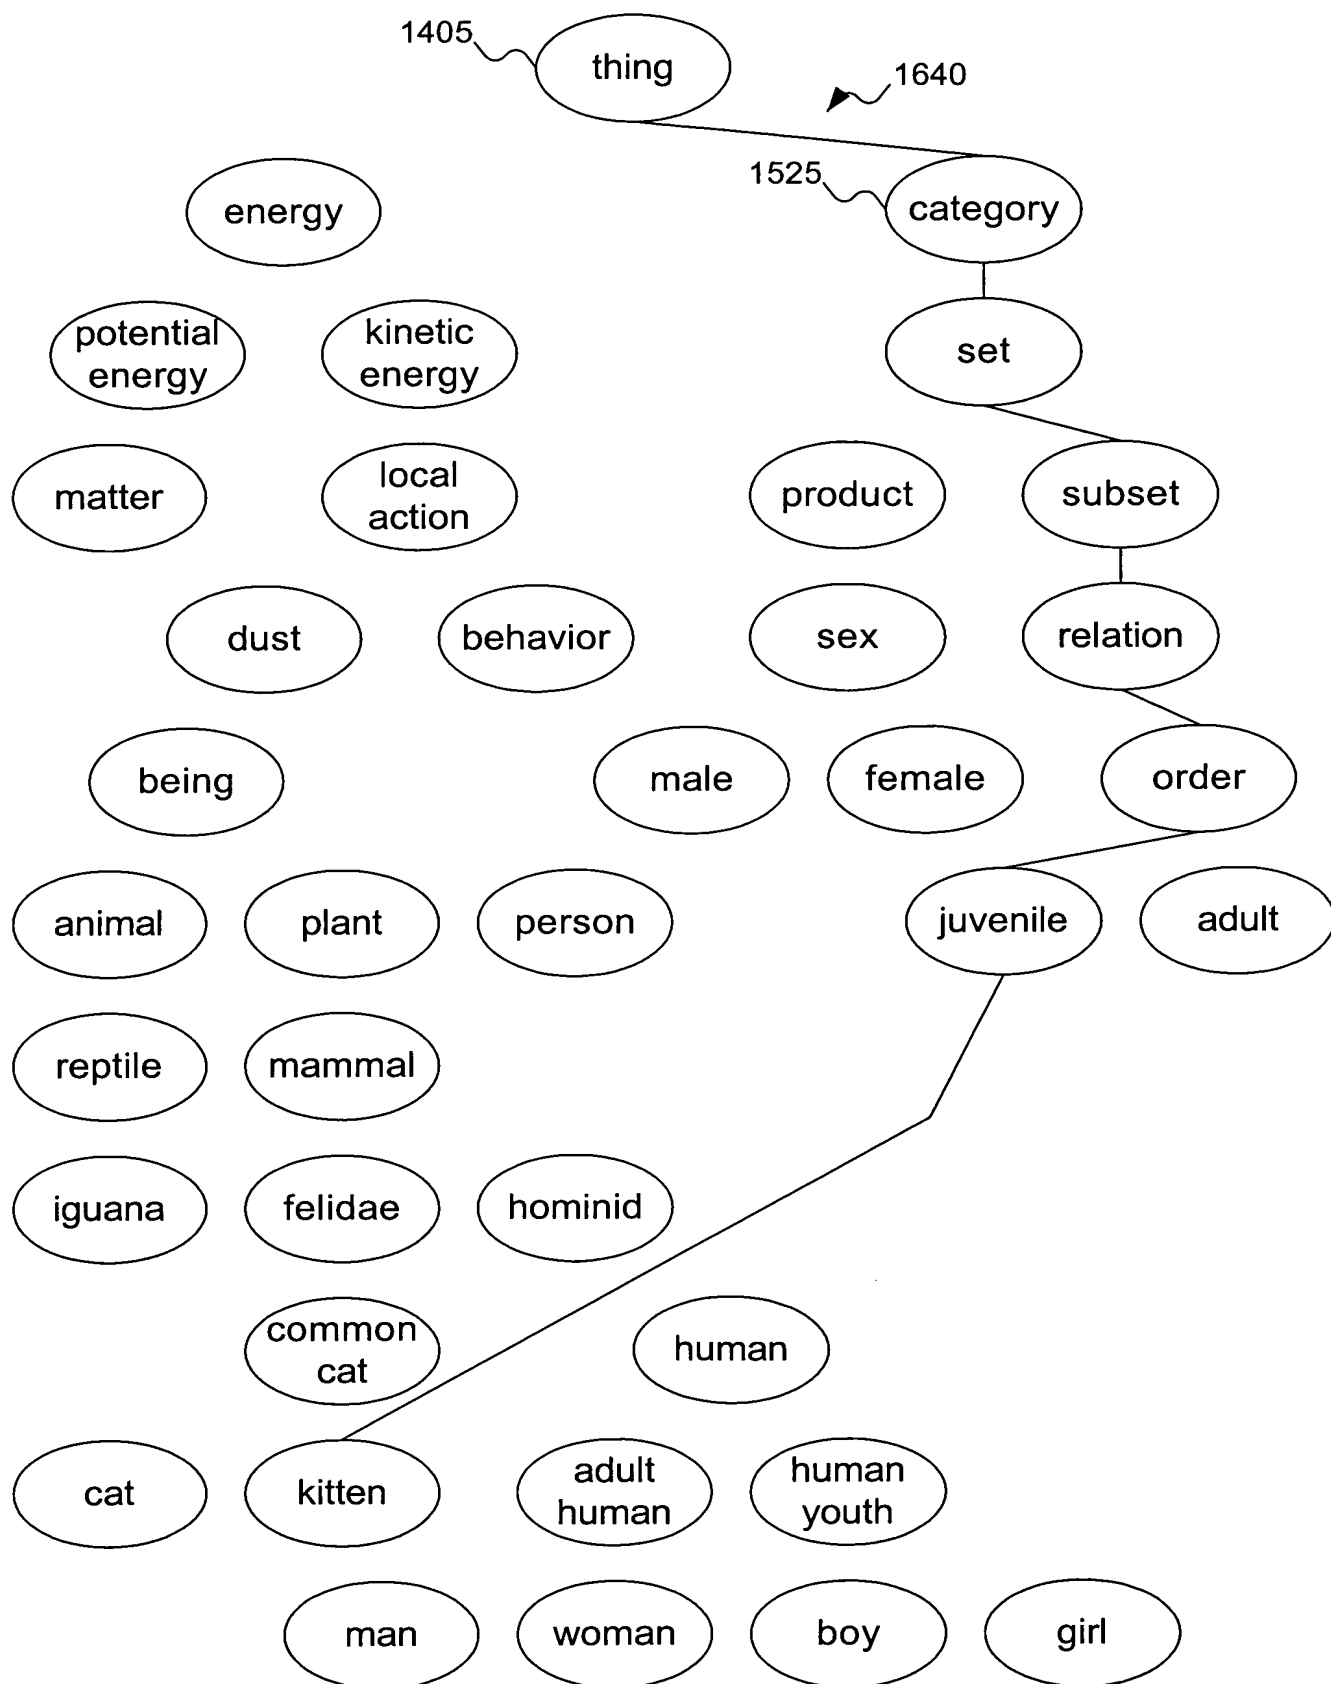 1405
thing
1640
1525
energy
category
potential
energy
kinetic
energy
set
matter
local
action
product
subset
dust
behavior
sex
relation
being
male
female
order
animal
plant
person
juvenile
adult
reptile
mammal
iguana
felidae
hominid
common
cat
human
cat
kitten
adult
human
human
youth
man
woman
boy
girl